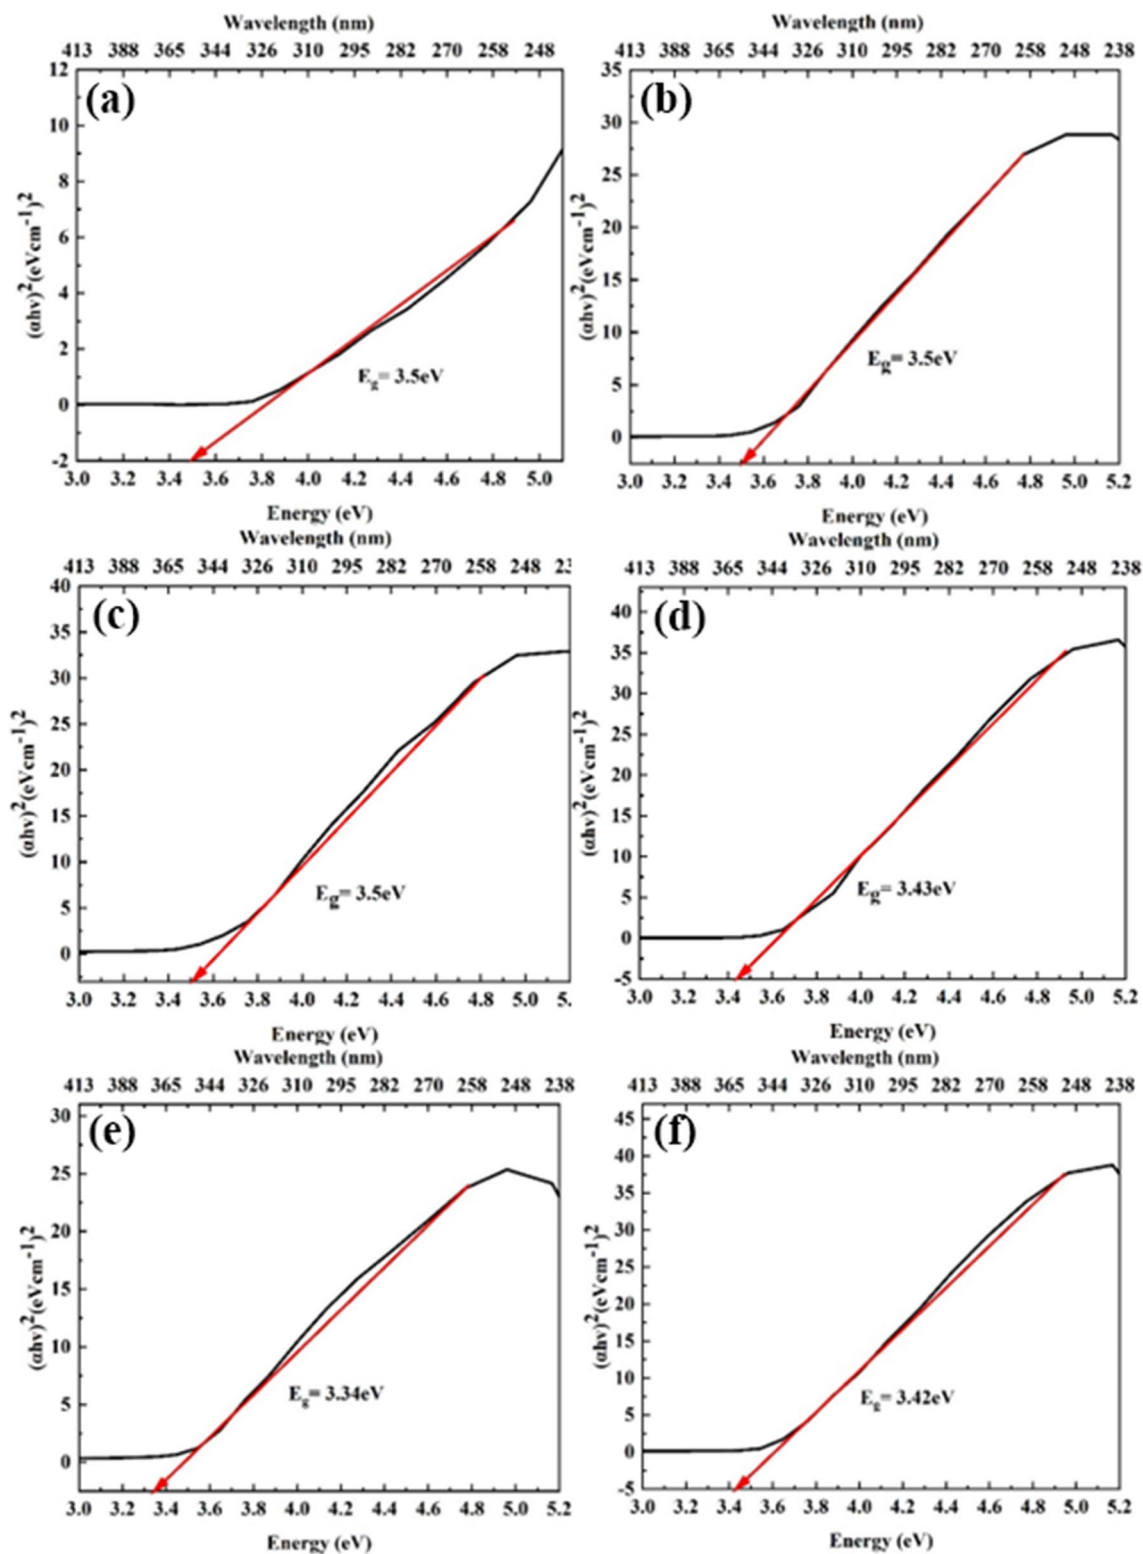 Wavelength (nm)
413 388 365 344 326 310 295 282 270 258 248
12
10
8
6
4
2
0
-2
(a)
(αhν)²(eVcm⁻¹)²
Eg= 3.5eV
3.0 3.2 3.4 3.6 3.8 4.0 4.2 4.4 4.6 4.8 5.0
Energy (eV)
Wavelength (nm)
413 388 365 344 326 310 295 282 270 258 248 238
35
30
25
20
15
10
5
0
(b)
(αhν)²(eVcm⁻¹)²
Eg= 3.5eV
3.0 3.2 3.4 3.6 3.8 4.0 4.2 4.4 4.6 4.8 5.0 5.2
Energy (eV)
Wavelength (nm)
413 388 365 344 326 310 295 282 270 258 248 23
40
35
30
25
20
15
10
5
0
(c)
(αhν)²(eVcm⁻¹)²
Eg= 3.5eV
3.0 3.2 3.4 3.6 3.8 4.0 4.2 4.4 4.6 4.8 5.0 5.
Energy (eV)
Wavelength (nm)
413 388 365 344 326 310 295 282 270 258 248 238
40
35
30
25
20
15
10
5
0
-5
(d)
(αhν)²(eVcm⁻¹)²
Eg= 3.43eV
3.0 3.2 3.4 3.6 3.8 4.0 4.2 4.4 4.6 4.8 5.0 5.2
Energy (eV)
Wavelength (nm)
413 388 365 344 326 310 295 282 270 258 248 238
30
25
20
15
10
5
0
(e)
(αhν)²(eVcm⁻¹)²
Eg= 3.34eV
3.0 3.2 3.4 3.6 3.8 4.0 4.2 4.4 4.6 4.8 5.0 5.2
Energy (eV)
Wavelength (nm)
413 388 365 344 326 310 295 282 270 258 248 238
45
40
35
30
25
20
15
10
5
0
-5
(f)
(αhν)²(eVcm⁻¹)²
Eg= 3.42eV
3.0 3.2 3.4 3.6 3.8 4.0 4.2 4.4 4.6 4.8 5.0 5.2
Energy (eV)